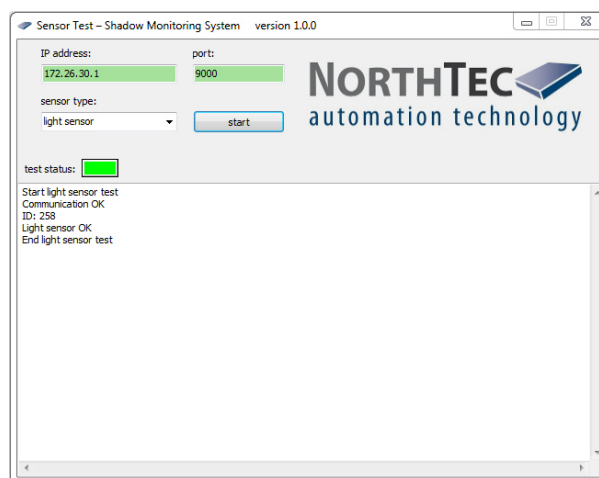 Sensor Test – Shadow Monitoring System version 1.0.0
IP address:
port:
172.26.30.1
9000
sensor type:
light sensor
start
NORTHTEC
automation technology
test status:
Start light sensor test
Communication OK
ID: 258
Light sensor OK
End light sensor test